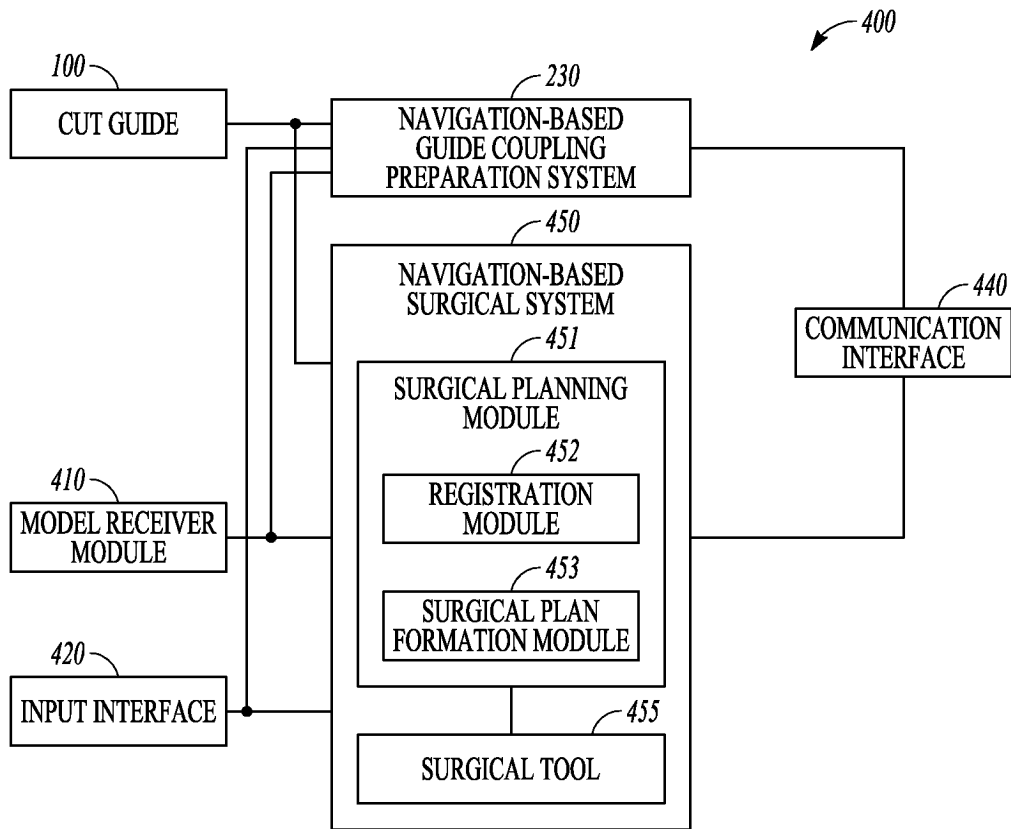 400
100
CUT GUIDE
230
NAVIGATION-BASED
GUIDE COUPLING
PREPARATION SYSTEM
450
NAVIGATION-BASED
SURGICAL SYSTEM
440
COMMUNICATION
INTERFACE
451
SURGICAL PLANNING
MODULE
452
REGISTRATION
MODULE
410
MODEL RECEIVER
MODULE
453
SURGICAL PLAN
FORMATION MODULE
420
INPUT INTERFACE
455
SURGICAL TOOL